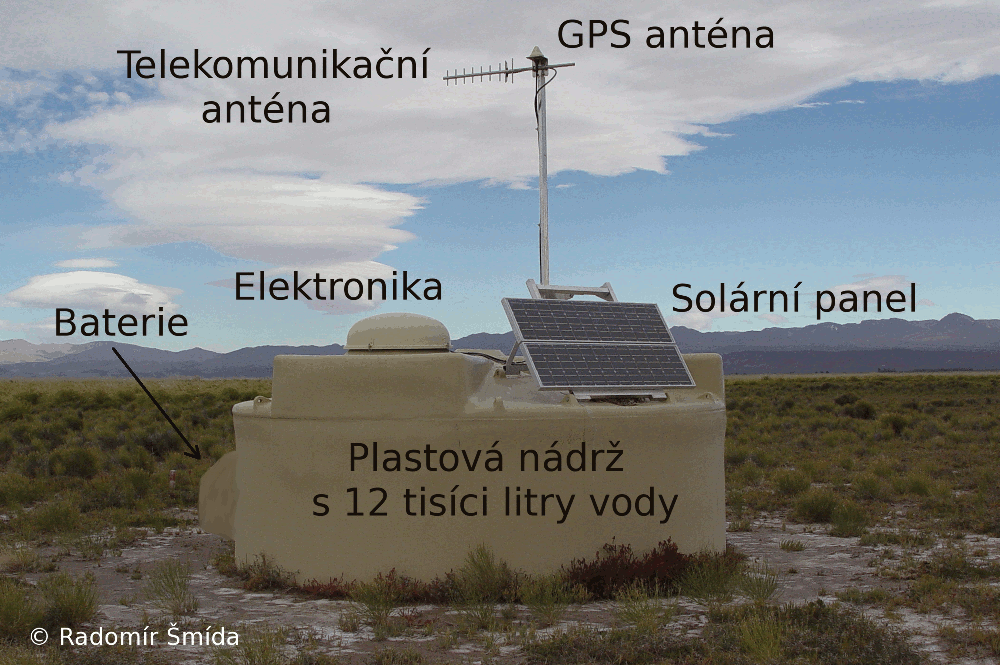 GPS anténa
Telekomunikační
anténa
Elektronika
Solární panel
Baterie
Plastová nádrž
s 12 tisíci litry vody
© Radomír Šmída